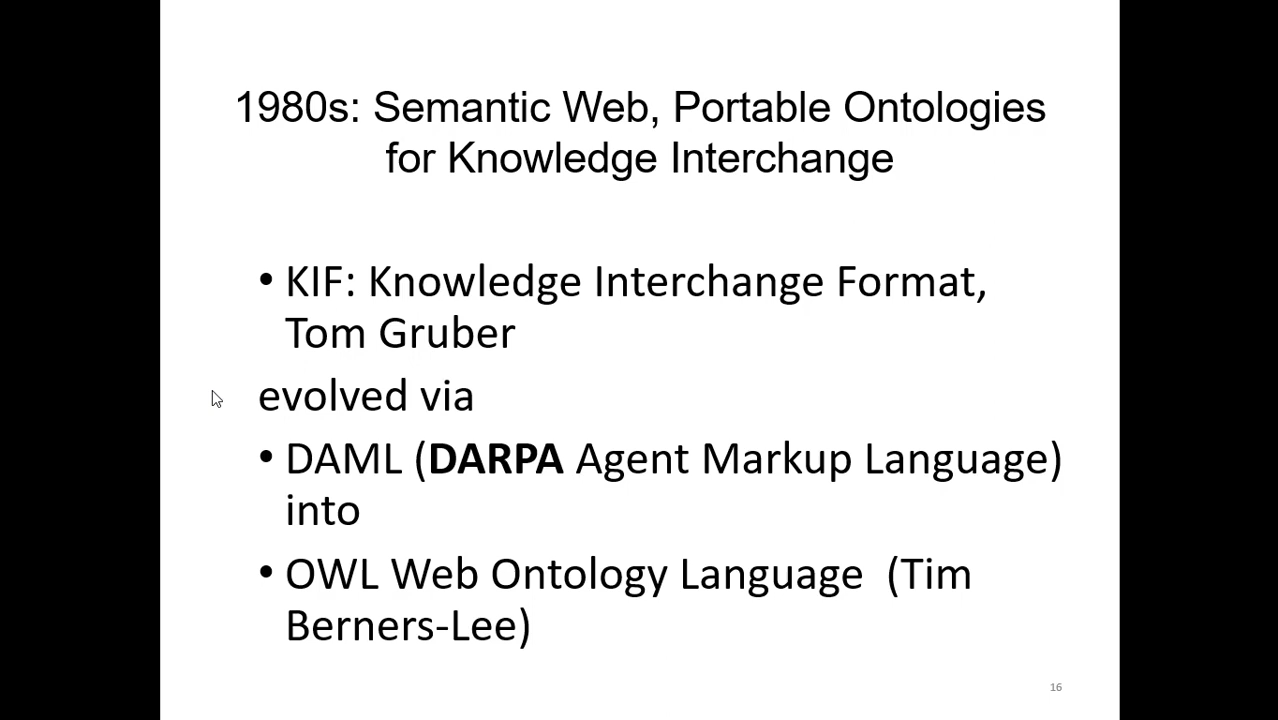 1980s: Semantic Web, Portable Ontologies
for Knowledge Interchange
• KIF: Knowledge Interchange Format,
Tom Gruber
evolved via
• DAML (DARPA Agent Markup Language)
into
• OWL Web Ontology Language  (Tim
Berners-Lee)
16